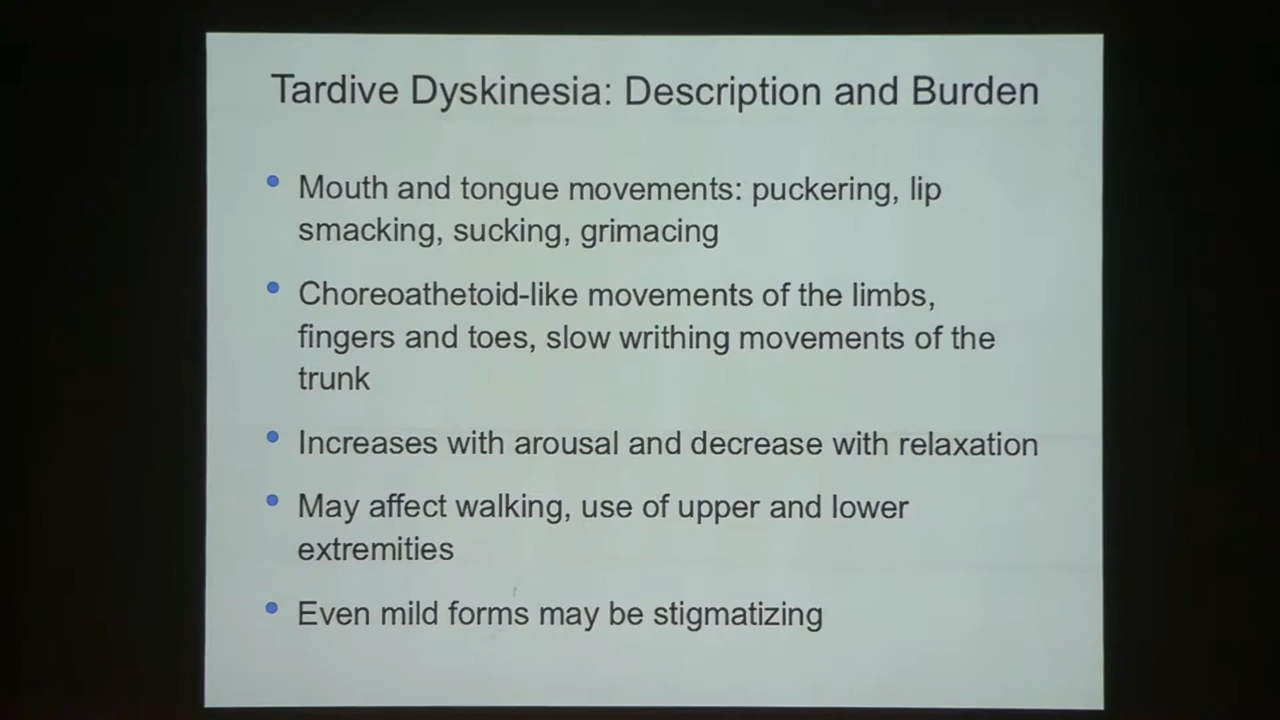 Tardive Dyskinesia: Description and Burden
• Mouth and tongue movements: puckering, lip
smacking, sucking, grimacing
• Choreoathetoid-like movements of the limbs,
fingers and toes, slow writhing movements of the
trunk
• Increases with arousal and decrease with relaxation
• May affect walking, use of upper and lower
extremities
• Even mild forms may be stigmatizing